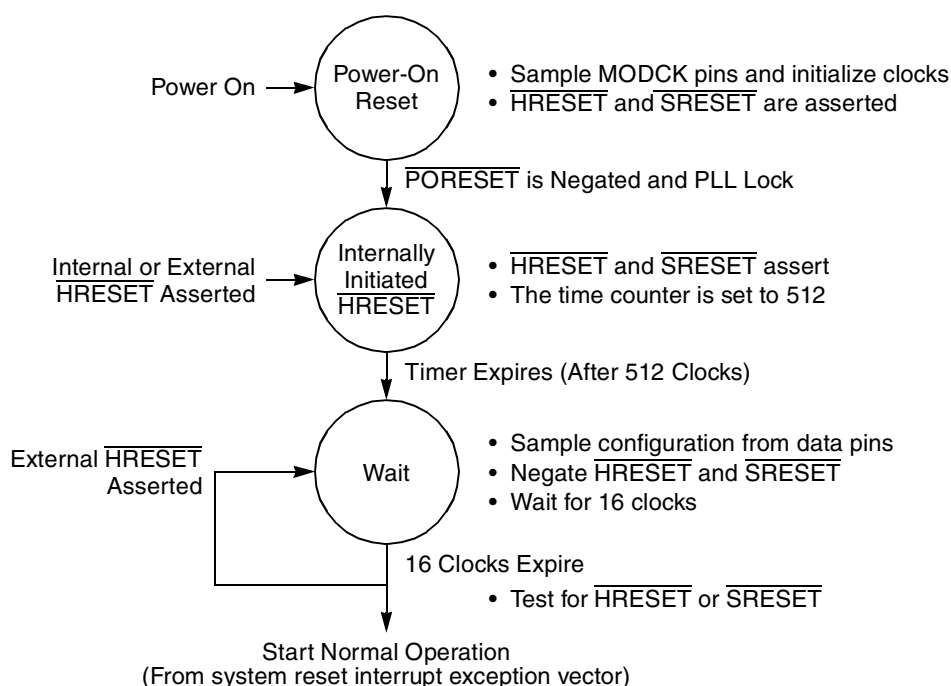 Power On
Power-On
Reset
• Sample MODCK pins and initialize clocks
• HRESET and SRESET are asserted
PORESET is Negated and PLL Lock
Internal or External
HRESET Asserted
Internally
Initiated
HRESET
• HRESET and SRESET assert
• The time counter is set to 512
Timer Expires (After 512 Clocks)
External HRESET
Asserted
Wait
• Sample configuration from data pins
• Negate HRESET and SRESET
• Wait for 16 clocks
16 Clocks Expire
• Test for HRESET or SRESET
Start Normal Operation
(From system reset interrupt exception vector)